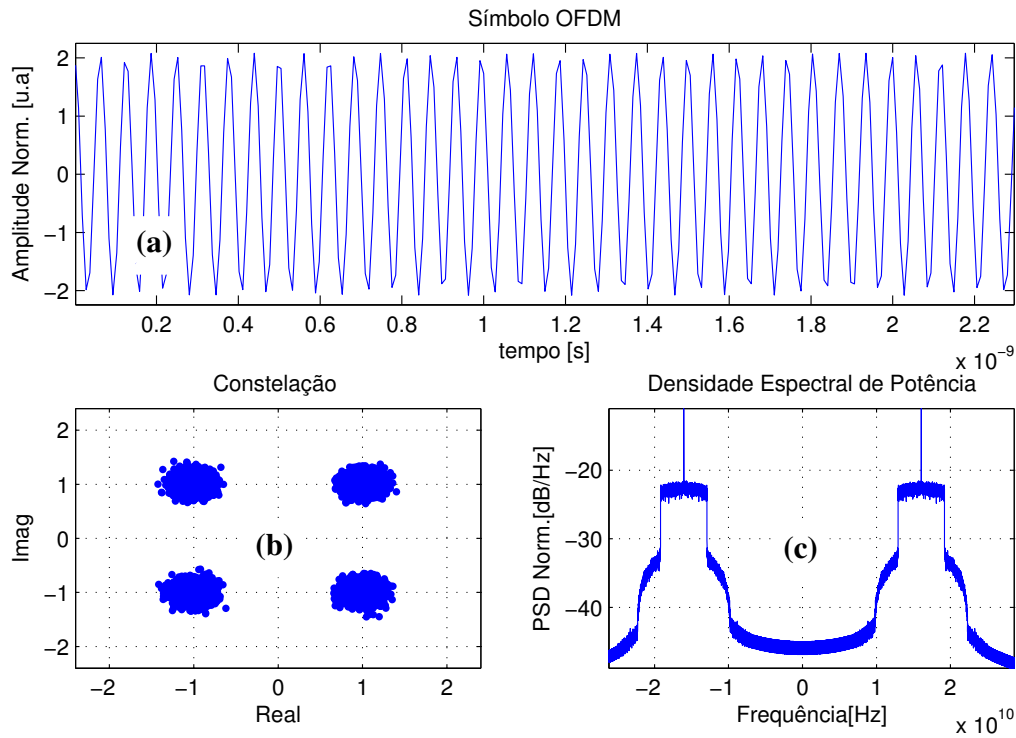 Símbolo OFDM
Amplitude Norm. [u.a]
2
1
0
−1
−2
(a)
0.2 0.4 0.6 0.8 1 1.2 1.4 1.6 1.8 2 2.2
tempo [s]
x 10⁻⁹
Constelação
Imag
2
1
0
−1
−2
(b)
−2 −1 0 1 2
Real
Densidade Espectral de Potência
PSD Norm.[dB/Hz]
−20
−30
−40
(c)
−2 −1 0 1 2
Frequência[Hz]
x 10¹⁰